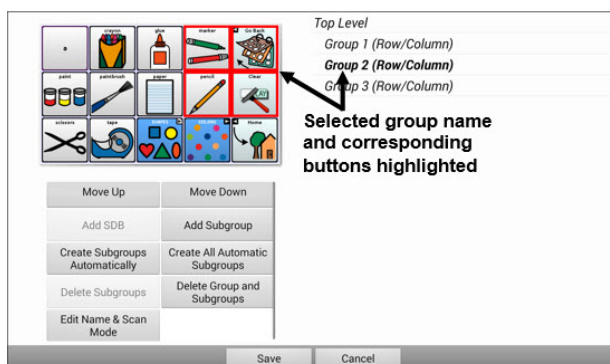 a
crayon
glue
marker
Go Back
paint
paintbrush
paper
pencil
Clear
scissors
tape
SHAPES
COLORS
Home
Top Level
Group 1 (Row/Column)
Group 2 (Row/Column)
Group 3 (Row/Column)
Selected group name
and corresponding
buttons highlighted
Move Up
Move Down
Add SDB
Add Subgroup
Create Subgroups
Automatically
Create All Automatic
Subgroups
Delete Subgroups
Delete Group and
Subgroups
Edit Name & Scan
Mode
Save
Cancel